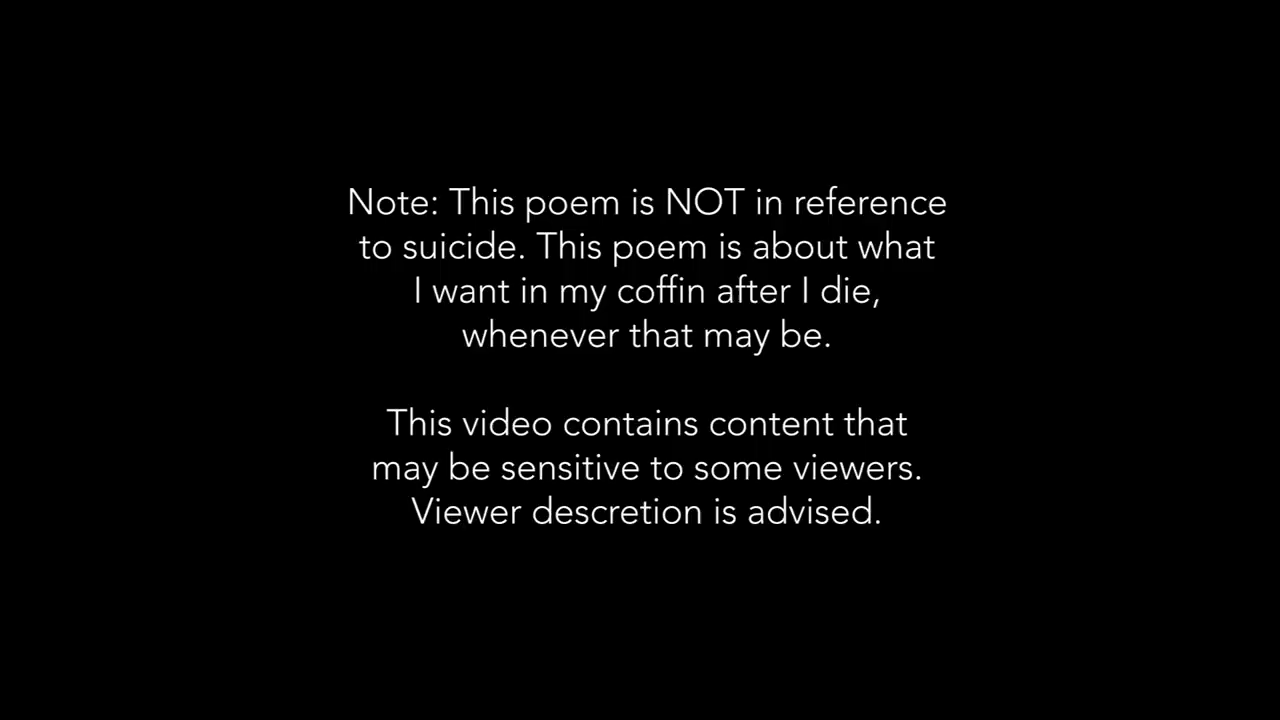 Note: This poem is NOT in reference
to suicide. This poem is about what
I want in my coffin after I die,
whenever that may be.
This video contains content that
may be sensitive to some viewers.
Viewer descretion is advised.